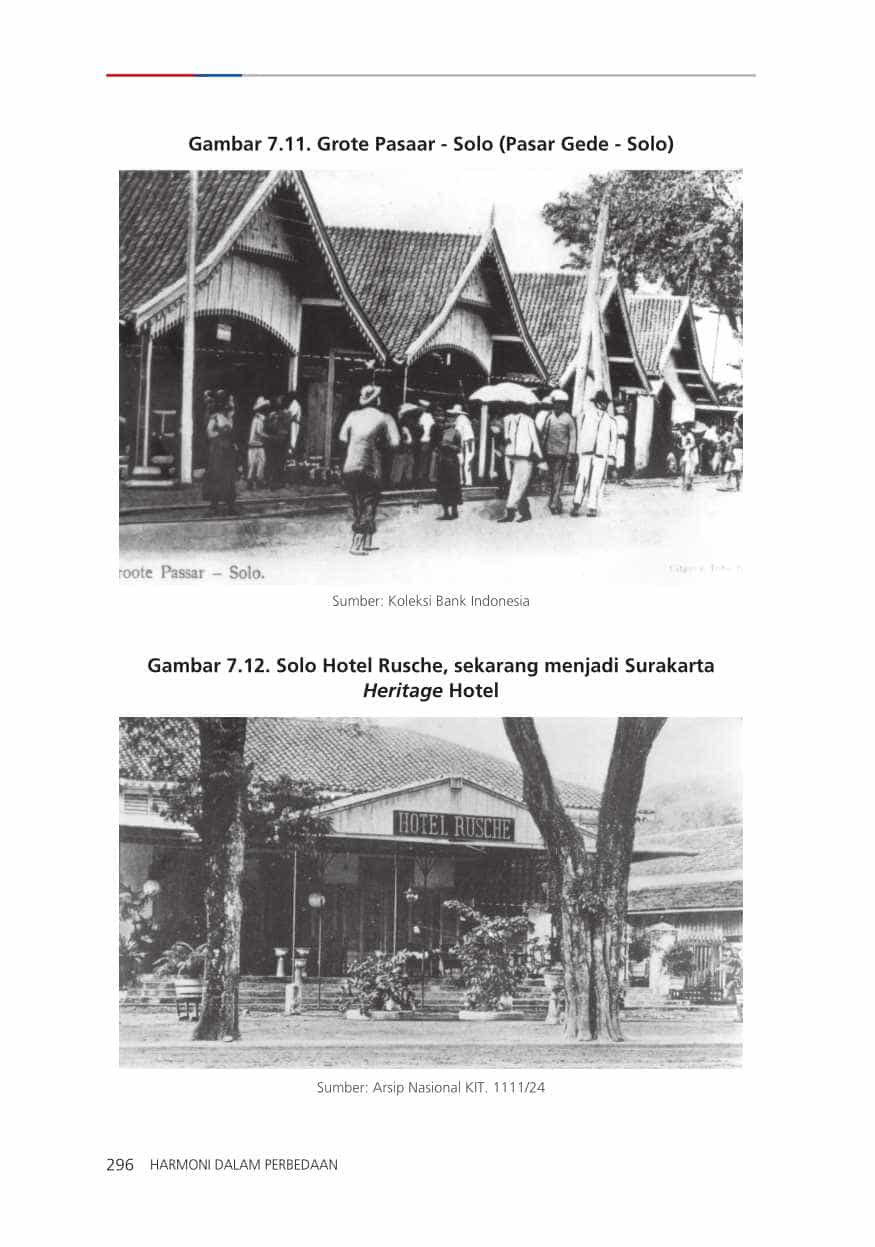 Gambar 7.11. Grote Pasaar - Solo (Pasar Gede - Solo)
roote Passar – Solo.
Sumber: Koleksi Bank Indonesia
Gambar 7.12. Solo Hotel Rusche, sekarang menjadi Surakarta
Heritage Hotel
HOTEL RUSCHE
Sumber: Arsip Nasional KIT. 1111/24
296 HARMONI DALAM PERBEDAAN